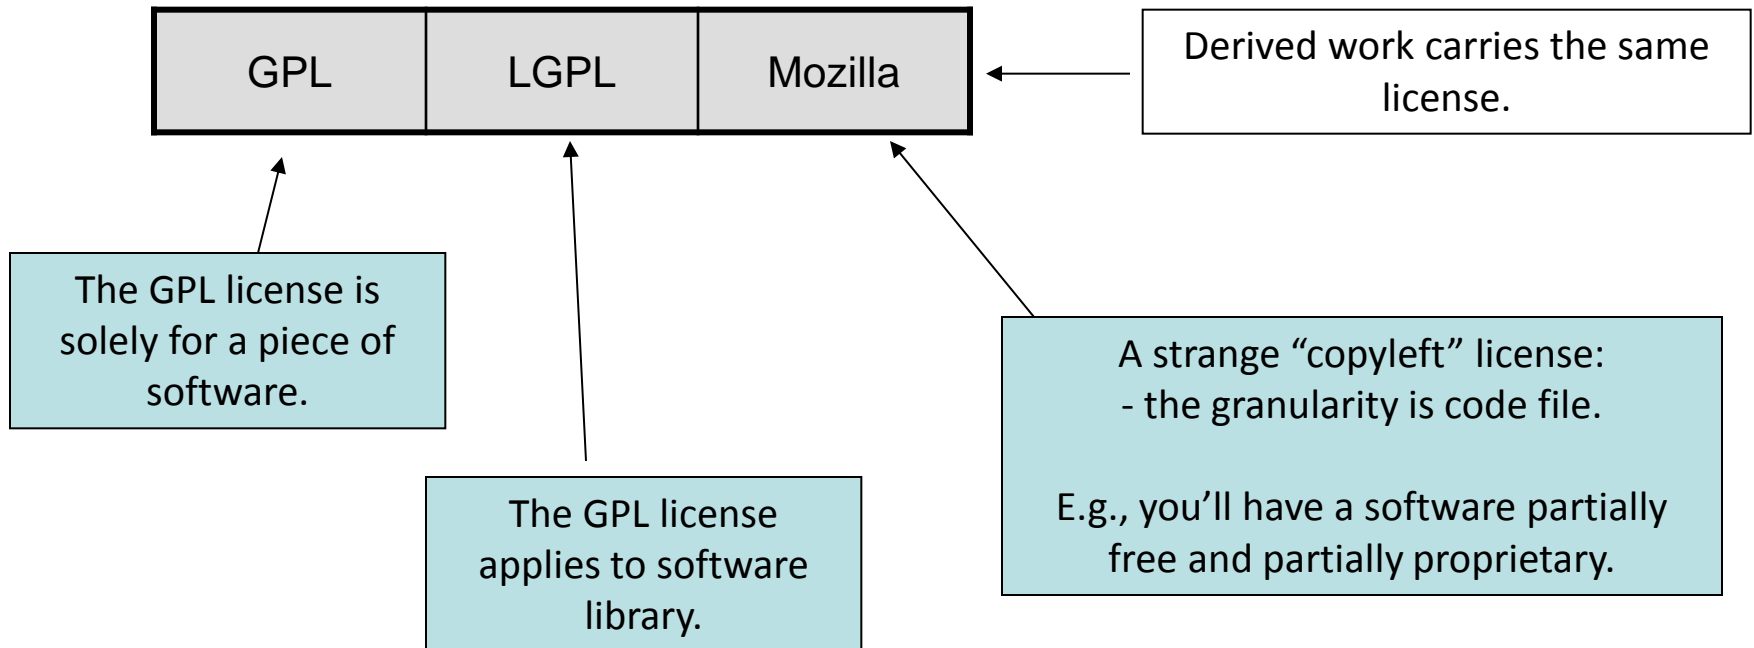 GPL LGPL Mozilla
Derived work carries the same
license.
The GPL license is
solely for a piece of
software.
The GPL license
applies to software
library.
A strange “copyleft” license:
- the granularity is code file.
E.g., you’ll have a software partially
free and partially proprietary.